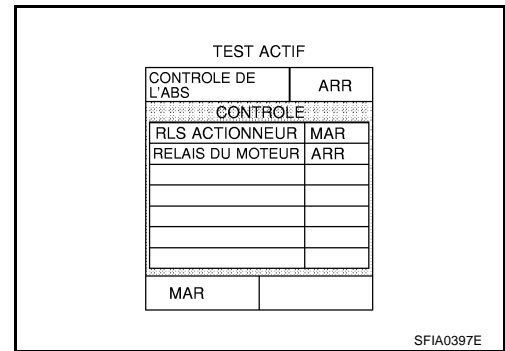 TEST ACTIF
CONTROLE DE
L'ABS
ARR
CONTROLE
RLS ACTIONNEUR MAR
RELAIS DU MOTEUR ARR
MAR
SFIA0397E